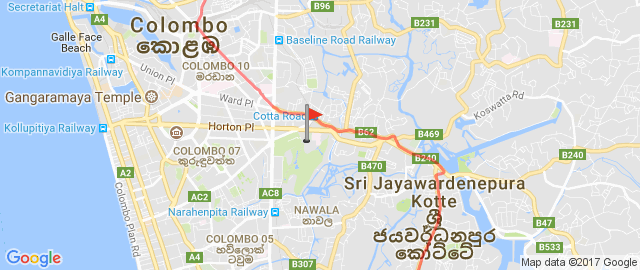 Secretariat Halt
A4
B96
B231
B435
Colombo
කොළඹ
Galle Face
Beach
Baseline Road Railway
B231
Kompannavidiya Railway
COLOMBO 10
මරදාන
Union Pl
Gangaramaya Temple
Ward Pl
Koswatta Rd
Cotta Road
Kollupitiya Railway
Horton Pl
B62
B469
COLOMBO 07
කුරුඳුවත්ත
B240
B240
B470
A2
AC2
AC8
Sri Jayawardenepura
Kotte
ශ්‍රී
ජයවර්ධනපුර
කෝට්ටේ
Narahenpita Railway
NAWALA
නාවල
B47
Colombo Plan Rd
COLOMBO 05
හව්ලොක්
ටවුම
A4
B533
Google
Map data ©2017 Google